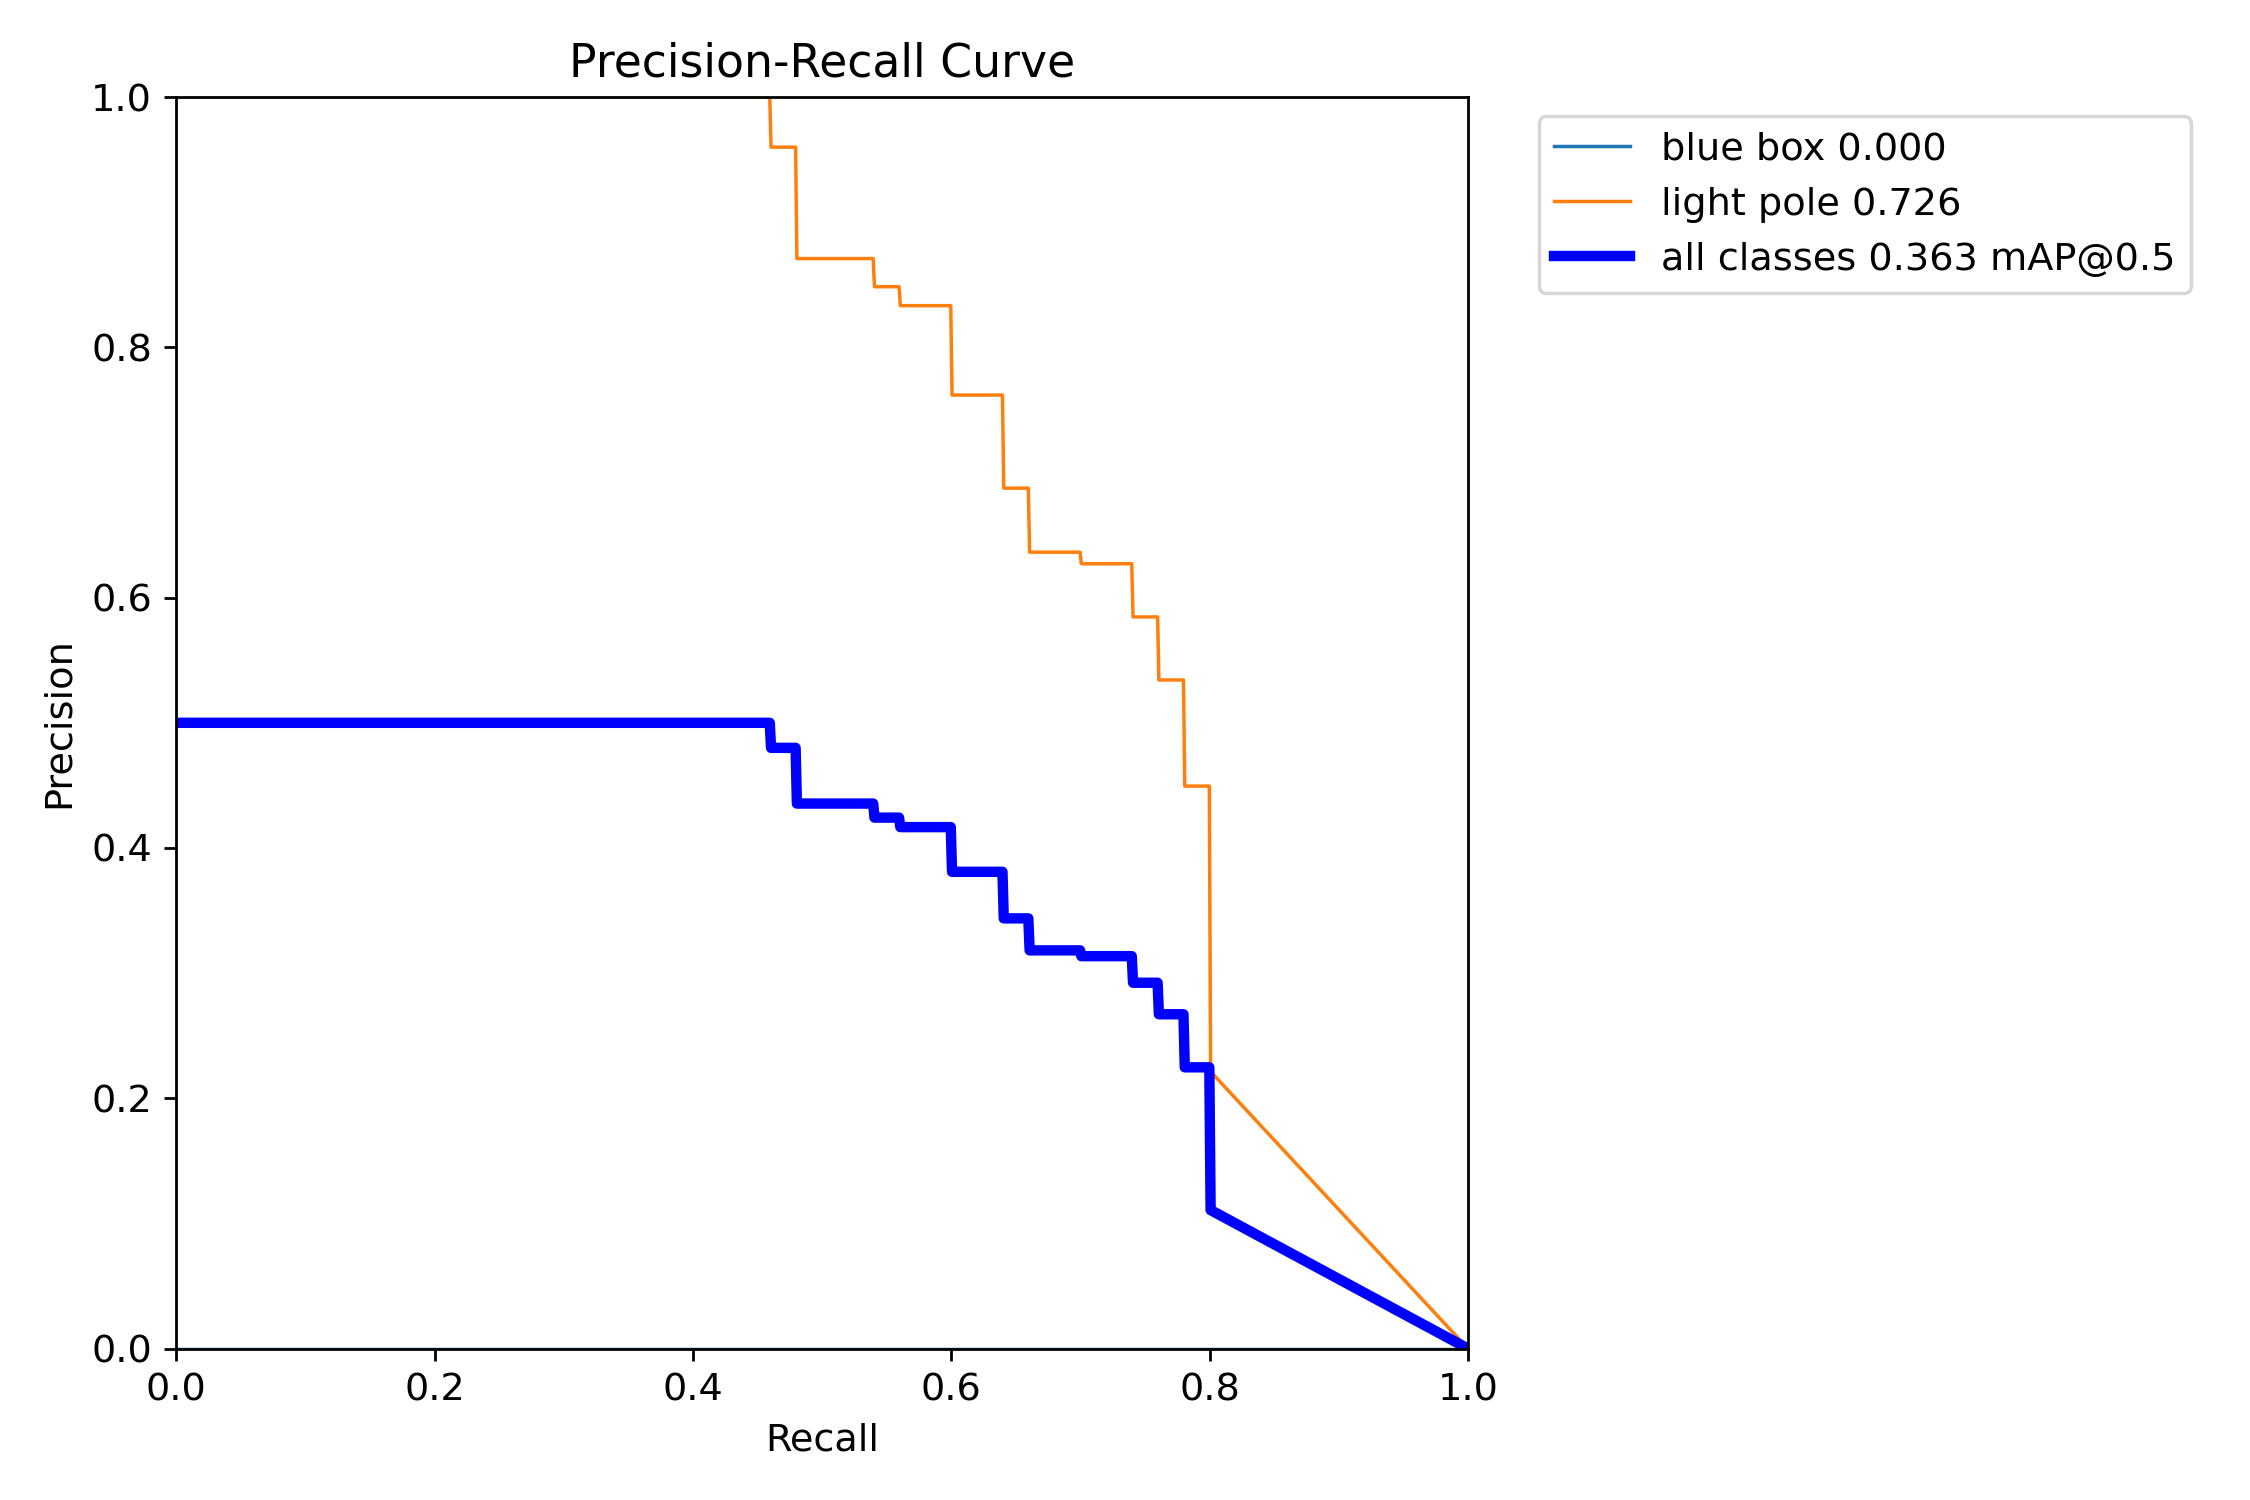 Precision-Recall Curve
1.0
0.8
0.6
0.4
0.2
0.0
Precision
0.0 0.2 0.4 0.6 0.8 1.0
Recall
blue box 0.000
light pole 0.726
all classes 0.363 mAP@0.5